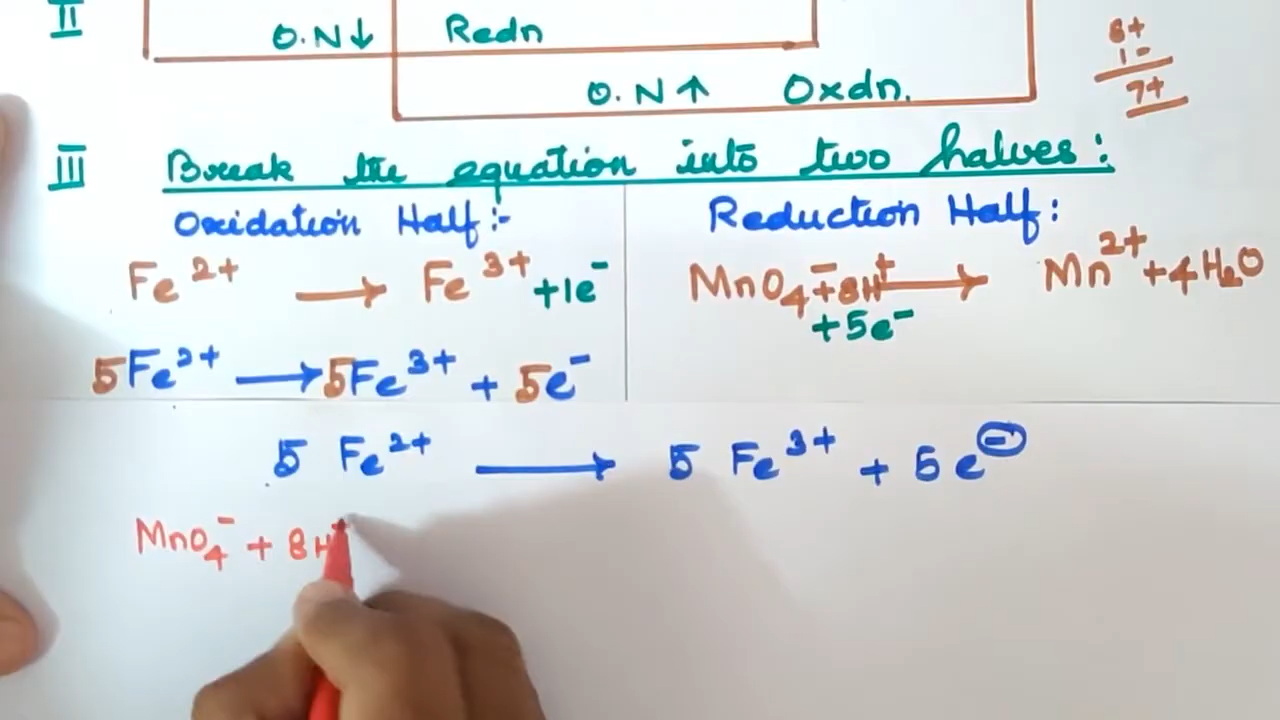 II
O.N↓ Redn
8+
1-
7+
O.N↑ Oxdn.
III Break the equation into two halves:
Oxidation Half:-
Fe²⁺ → Fe³⁺ +1e⁻
5Fe²⁺ → 5Fe³⁺ + 5e⁻
Reduction Half:
MnO₄⁻ + 8H⁺ → Mn²⁺ + 4H₂O
+5e⁻
5 Fe²⁺ → 5 Fe³⁺ + 5e⁻
MnO₄⁻ + 8H